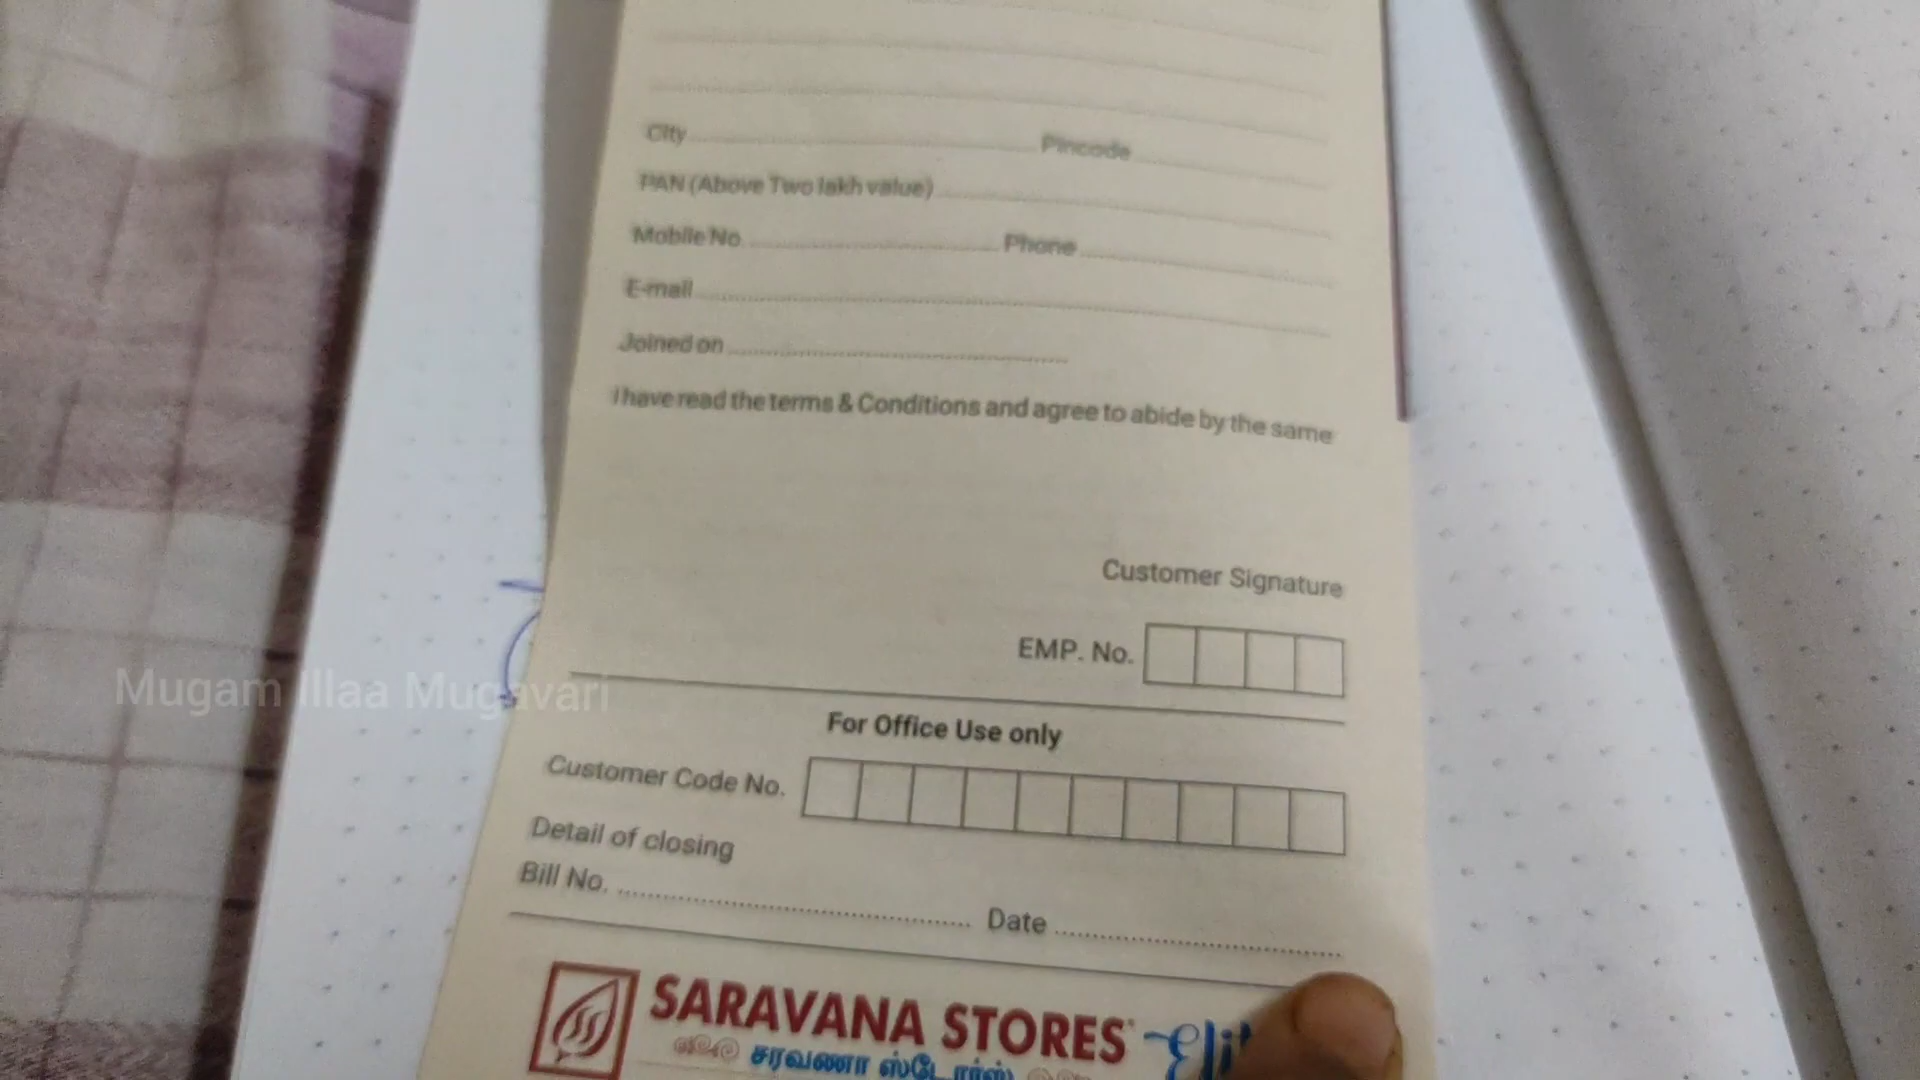 City Pincode
PAN (Above Two lakh value)
Mobile No. Phone
E-mail
Joined on
I have read the terms & Conditions and agree to abide by the same
Customer Signature
EMP. No.
Mugam illaa Mugavari
For Office Use only
Customer Code No.
Detail of closing
Bill No. Date
SARAVANA STORES
சரவணா ஸ்டோர்ஸ்